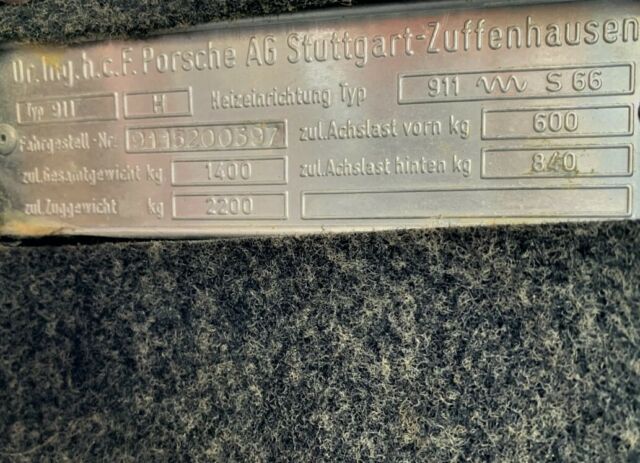 Dr. Ing. h. c. F. Porsche AG Stuttgart-Zuffenhausen
Typ 911 H Heizeinrichtung Typ 911 S 66
Fahrgestell-Nr. 9115200597 zul. Achslast vorn kg 600
zul. Gesamtgewicht kg 1400 zul. Achslast hinten kg 840
zul. Zuggewicht kg 2200